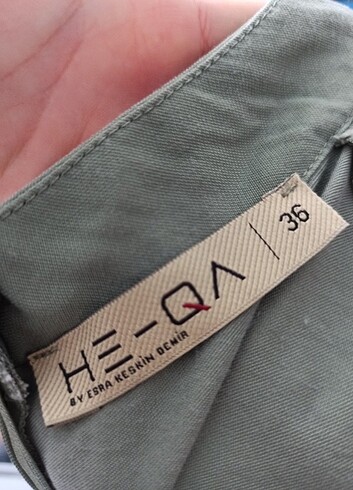 HE-QA | 36
BY ESRA KESKİN DEMİR